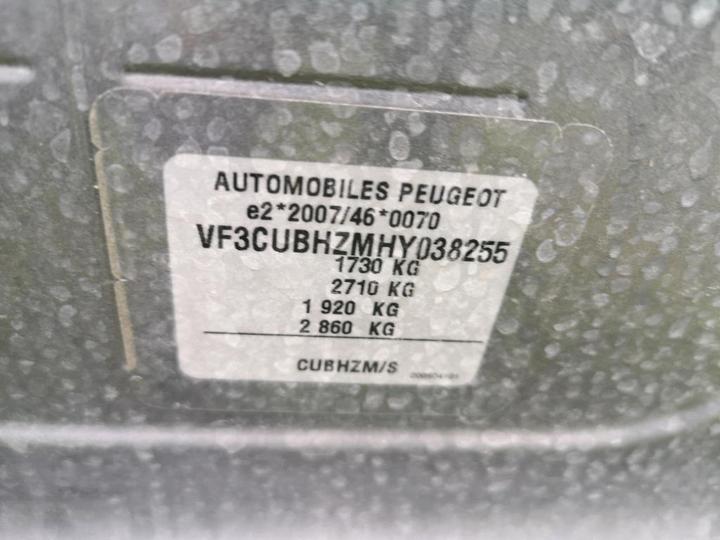 AUTOMOBILES PEUGEOT
e2*2007/46*0070
VF3CUBHZMHY038255
1730 KG
2710 KG
1 920 KG
2 860 KG
CUBHZM/S